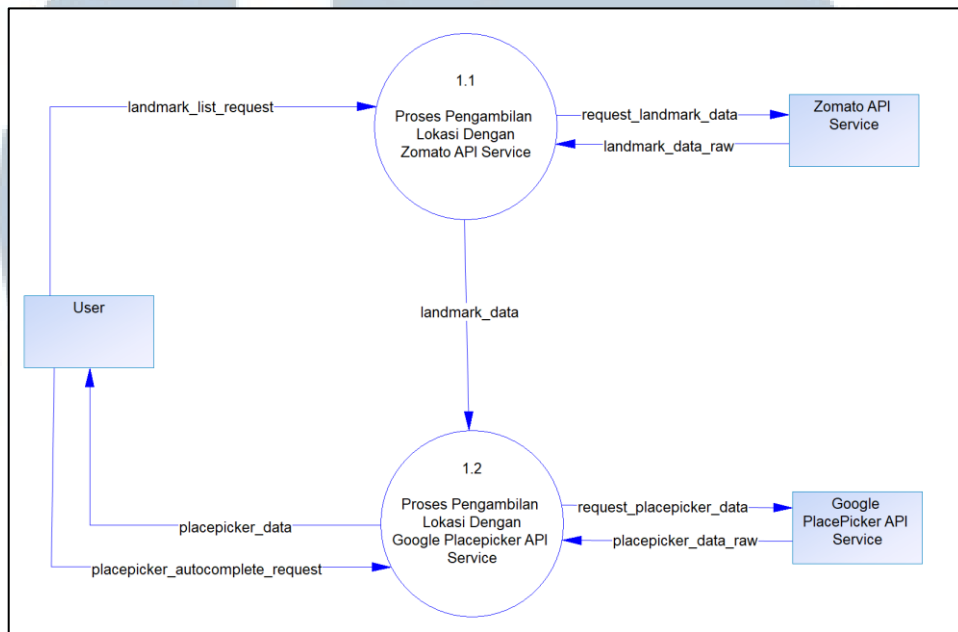 1.1
Proses Pengambilan
Lokasi Dengan
Zomato API Service
landmark_list_request
request_landmark_data
landmark_data_raw
Zomato API
Service
User
landmark_data
1.2
Proses Pengambilan
Lokasi Dengan
Google Placepicker API
Service
placepicker_data
placepicker_autocomplete_request
request_placepicker_data
placepicker_data_raw
Google
PlacePicker API
Service